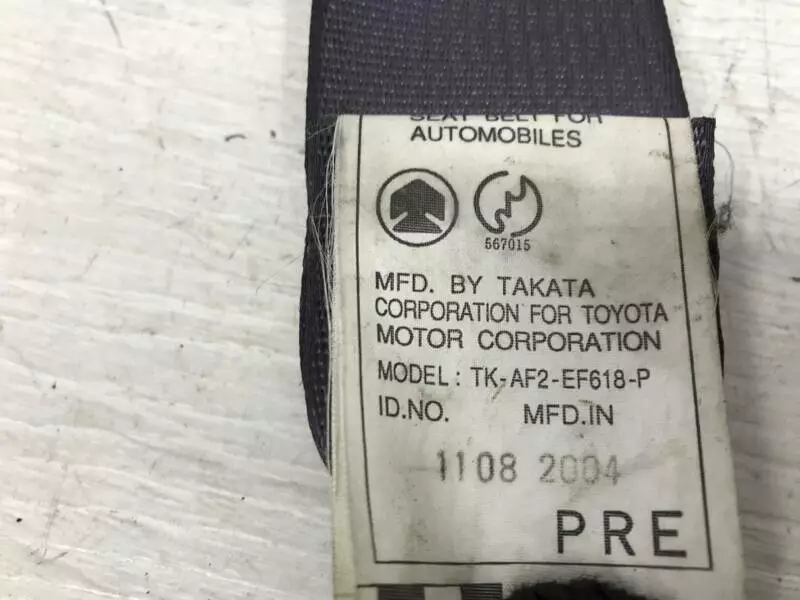 SEAT BELT FOR
AUTOMOBILES
567015
MFD. BY TAKATA
CORPORATION FOR TOYOTA
MOTOR CORPORATION
MODEL: TK-AF2-EF618-P
ID.NO. MFD.IN
1108 2004
PRE